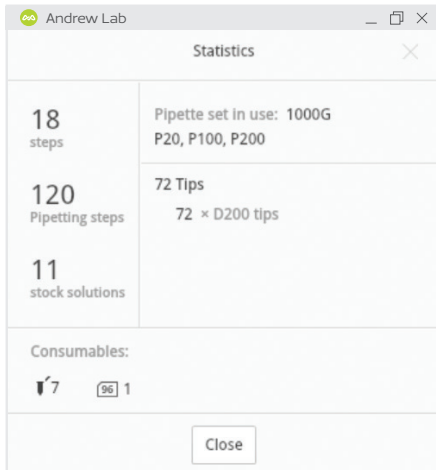 Andrew Lab
Statistics
18
steps
120
Pipetting steps
11
stock solutions
Pipette set in use: 1000G
P20, P100, P200
72 Tips
72 × D200 tips
Consumables:
7
96 1
Close